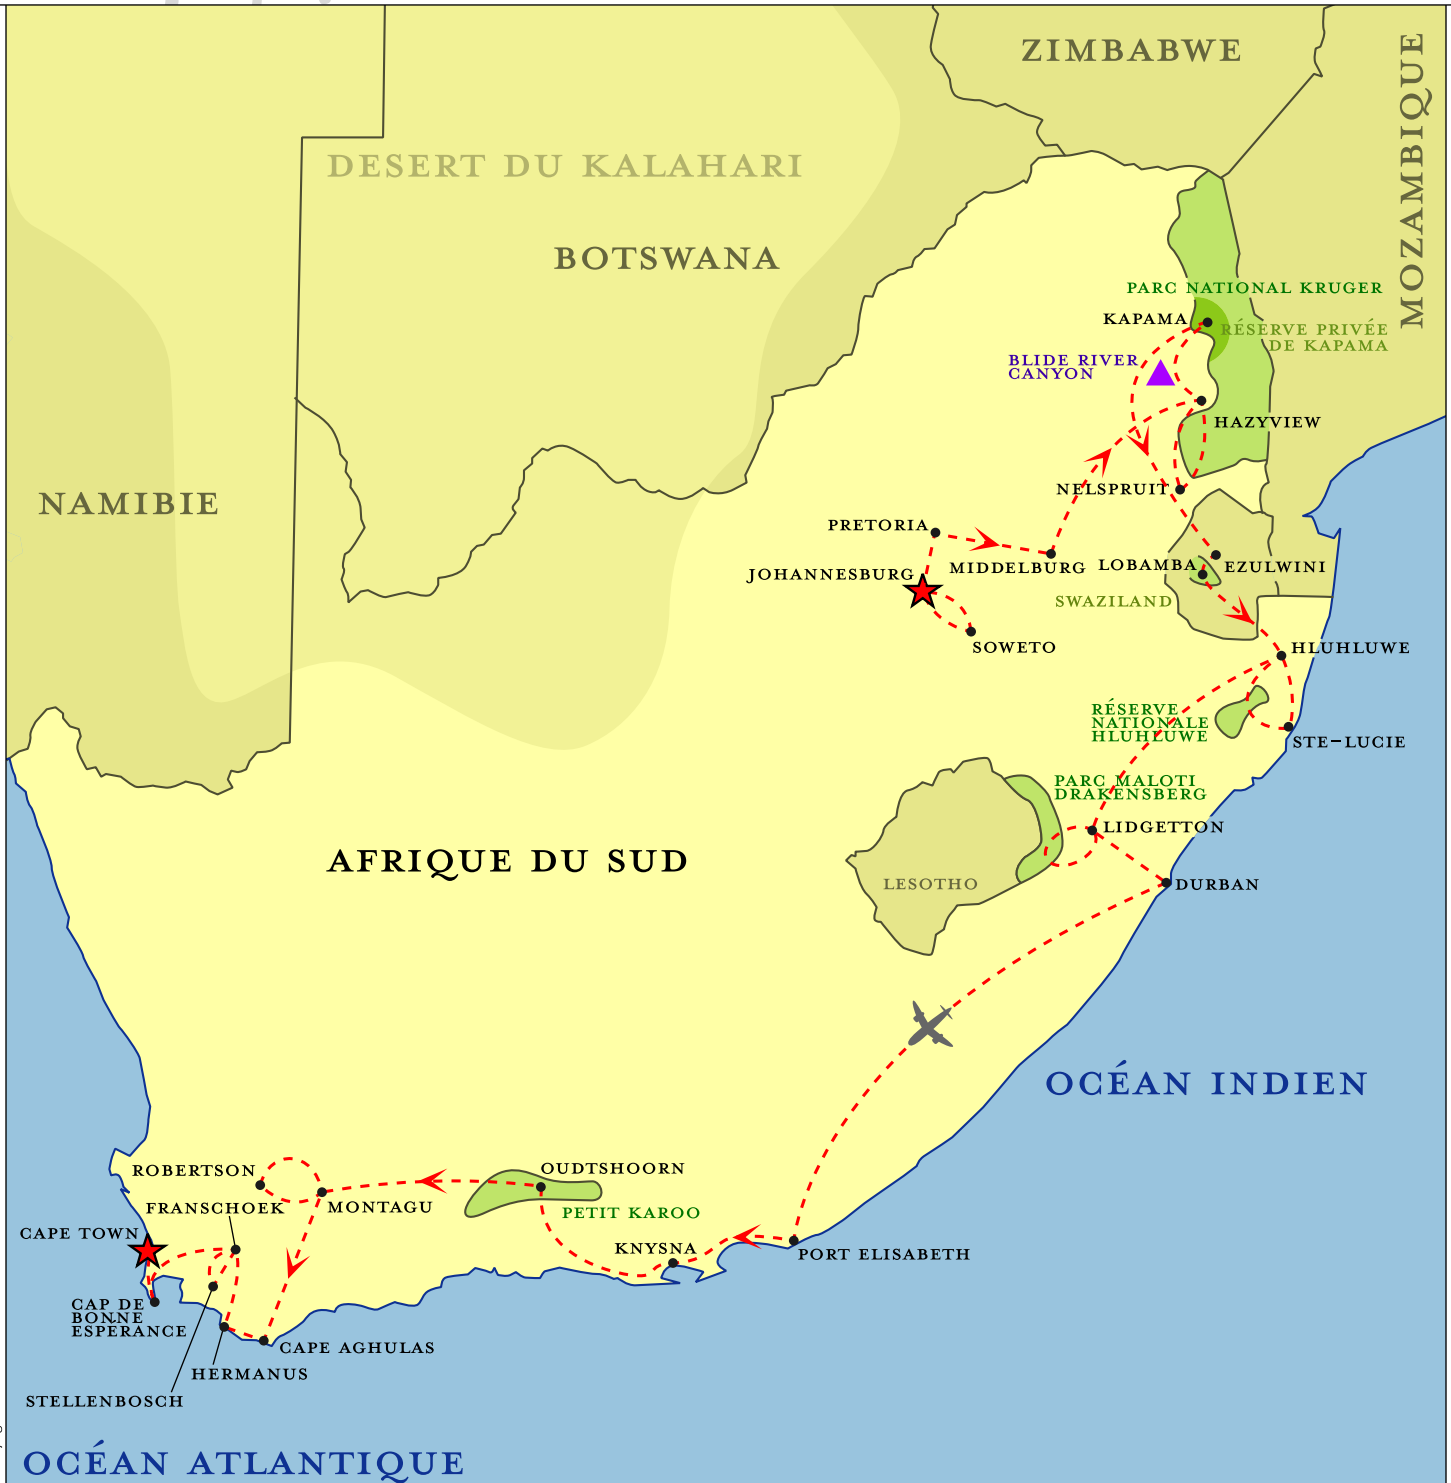 ZIMBABWE
MOZAMBIQUE
DESERT DU KALAHARI
BOTSWANA
PARC NATIONAL KRUGER
KAPAMA
RÉSERVE PRIVÉE
DE KAPAMA
BLIDE RIVER
CANYON
HAZYVIEW
NAMIBIE
NELSPRUIT
PRETORIA
JOHANNESBURG
MIDDELBURG
LOBAMBA
EZULWINI
SWAZILAND
SOWETO
HLUHLUWE
RÉSERVE
NATIONALE
HLUHLUWE
STE-LUCIE
PARC MALOTI
DRAKENSBERG
LIDGETTON
AFRIQUE DU SUD
LESOTHO
DURBAN
OCÉAN INDIEN
ROBERTSON
OUDTSHOORN
FRANSCHOEK
MONTAGU
PETIT KAROO
CAPE TOWN
KNYSNA
PORT ELISABETH
CAP DE
BONNE
ESPÉRANCE
CAPE AGHULAS
HERMANUS
STELLENBOSCH
OCÉAN ATLANTIQUE